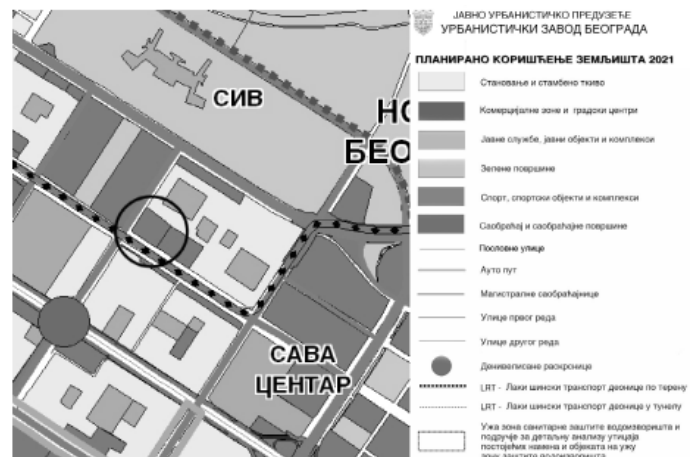 СИВ
НО
БЕО
САВА
ЦЕНТАР
ЈАВНО УРБАНИСТИЧКО ПРЕДУЗЕЋЕ
УРБАНИСТИЧКИ ЗАВОД БЕОГРАДА
ПЛАНИРАНО КОРИШЋЕЊЕ ЗЕМЉИШТА 2021
Становање и стамбено ткиво
Комерцијалне зоне и градски центри
Јавне службе, јавни објекти и комплекси
Зелене површине
Спорт, спортски објекти и комплекси
Саобраћај и саобраћајне површине
Пословне улице
Ауто пут
Магистралне саобраћајнице
Улице првог реда
Улице другог реда
Денивелисане раскрснице
LRT - Лаки шински транспорт деонице по терену
LRT - Лаки шински транспорт деонице у тунелу
Ужа зона санитарне заштите водоизворишта и
подручје за детаљну анализу утицаја
постојећих намена и објеката на ужу
зону заштите водоизворишта